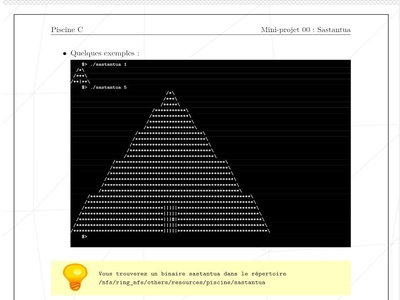 Piscine C Mini-projet 00 : Sastantua
• Quelques exemples :
$> ./sastantua 1
/*\
/***\
/**|**\
$> ./sastantua 5
/*\
/***\
/*****\
$>
Vous trouverez un binaire sastantua dans le répertoire
/nfs/ring_nfs/others/resources/piscine/sastantua